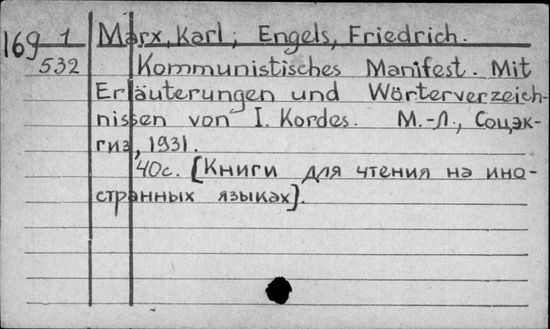 169 1 Marx, Karl; Engels, Friedrich.
532 Kommunistisches Manifest. Mit
Erläuterungen und Wörterverzeich-
nissen von I. Kordes. М.-Л., Соцэк-
гиз, 1931.
40с. [Книги для чтения на ино-
странных языках].